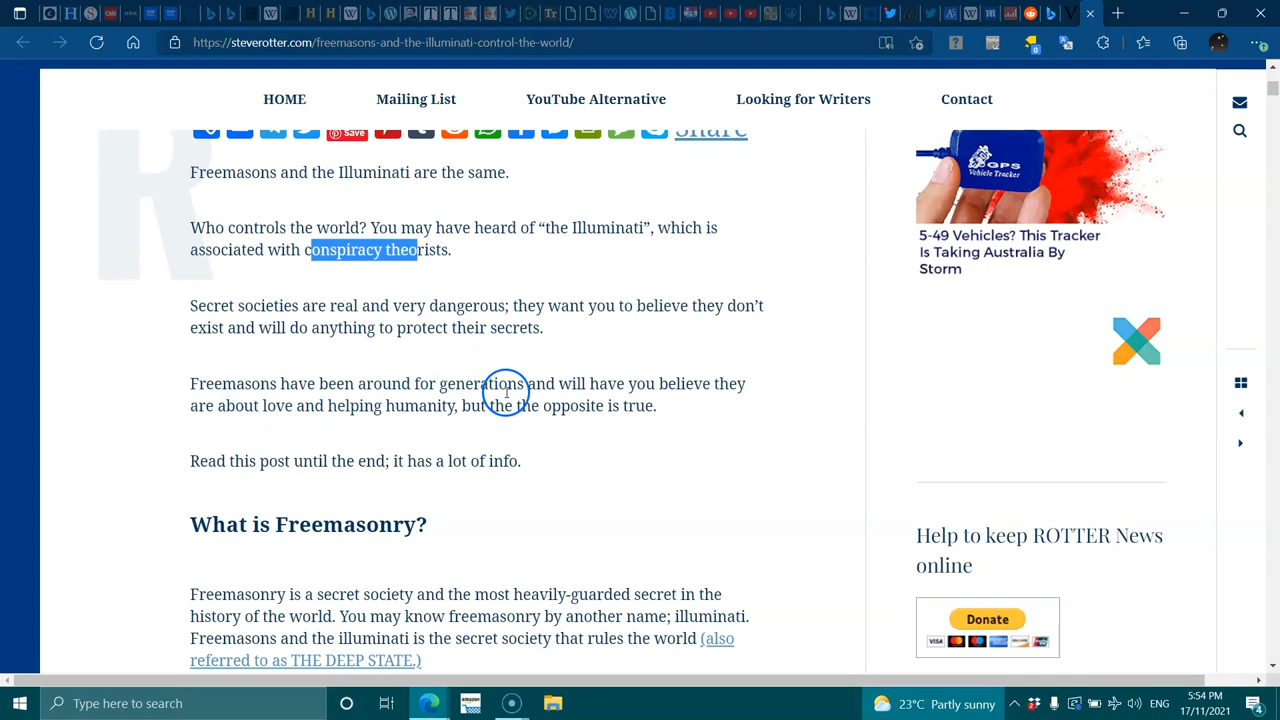 https://steverotter.com/freemasons-and-the-illuminati-control-the-world/
HOME
Mailing List
YouTube Alternative
Looking for Writers
Contact
Save
Share
Freemasons and the Illuminati are the same.
Who controls the world? You may have heard of “the Illuminati”, which is
associated with conspiracy theorists.
Secret societies are real and very dangerous; they want you to believe they don’t
exist and will do anything to protect their secrets.
Freemasons have been around for generations and will have you believe they
are about love and helping humanity, but the the opposite is true.
Read this post until the end; it has a lot of info.
What is Freemasonry?
Freemasonry is a secret society and the most heavily-guarded secret in the
history of the world. You may know freemasonry by another name; illuminati.
Freemasons and the illuminati is the secret society that rules the world (also
referred to as THE DEEP STATE.)
GPS
Vehicle Tracker
5-49 Vehicles? This Tracker
Is Taking Australia By
Storm
Help to keep ROTTER News
online
Donate
VISA
Type here to search
23°C Partly sunny
ENG
5:54 PM
17/11/2021